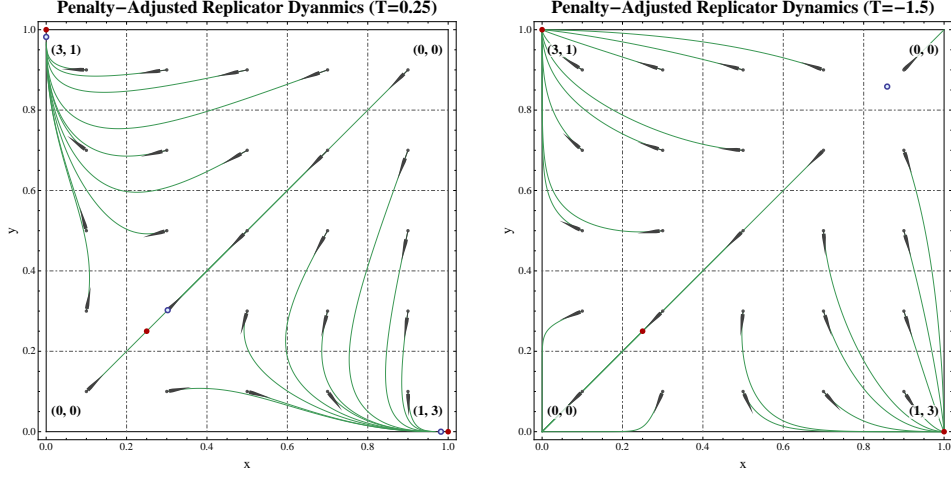 Penalty−Adjusted Replicator Dyanmics (T=0.25)
1.0
0.8
0.6
0.4
0.2
0.0
y
(3, 1)
(0, 0)
(0, 0)
(1, 3)
0.0 0.2 0.4 0.6 0.8 1.0
x
Penalty−Adjusted Replicator Dynamics (T=−1.5)
1.0
0.8
0.6
0.4
0.2
0.0
y
(3, 1)
(0, 0)
(0, 0)
(1, 3)
0.0 0.2 0.4 0.6 0.8 1.0
x